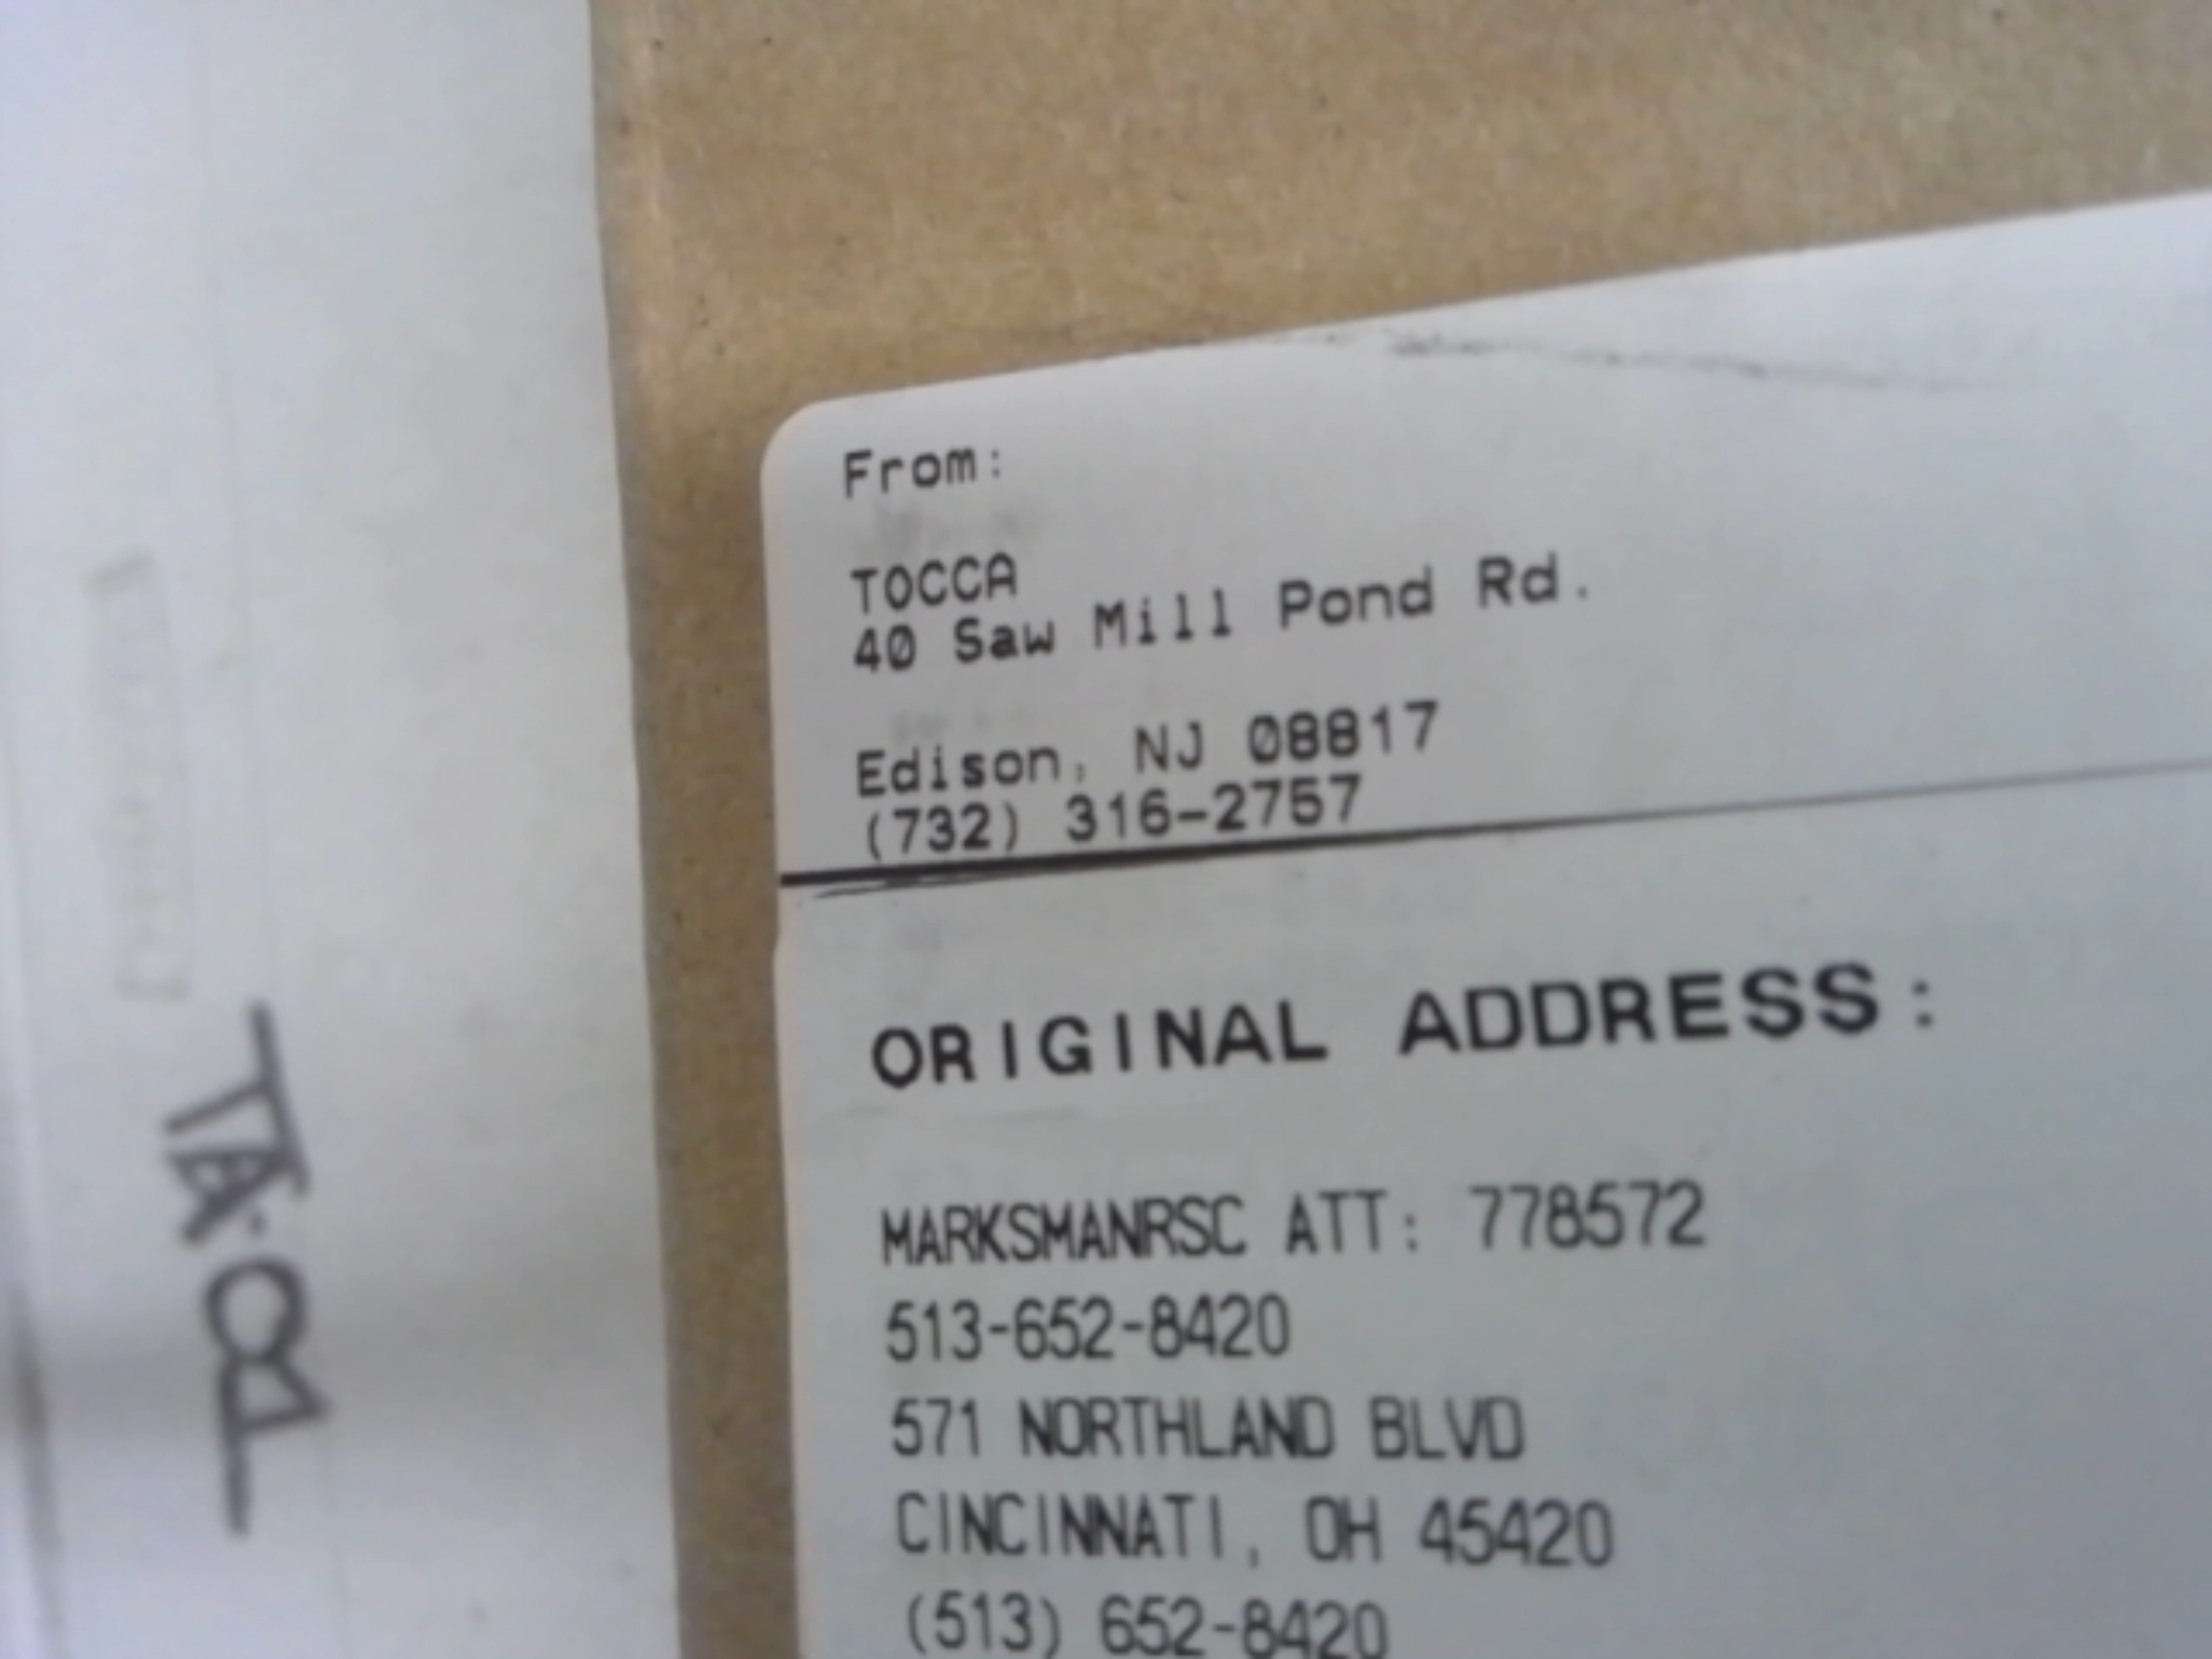 From:
TOCCA
40 Saw Mill Pond Rd.
Edison, NJ 08817
(732) 316-2757
ORIGINAL ADDRESS:
MARKSMANRSC ATT: 778572
513-652-8420
571 NORTHLAND BLVD
CINCINNATI, OH 45420
(513) 652-8420